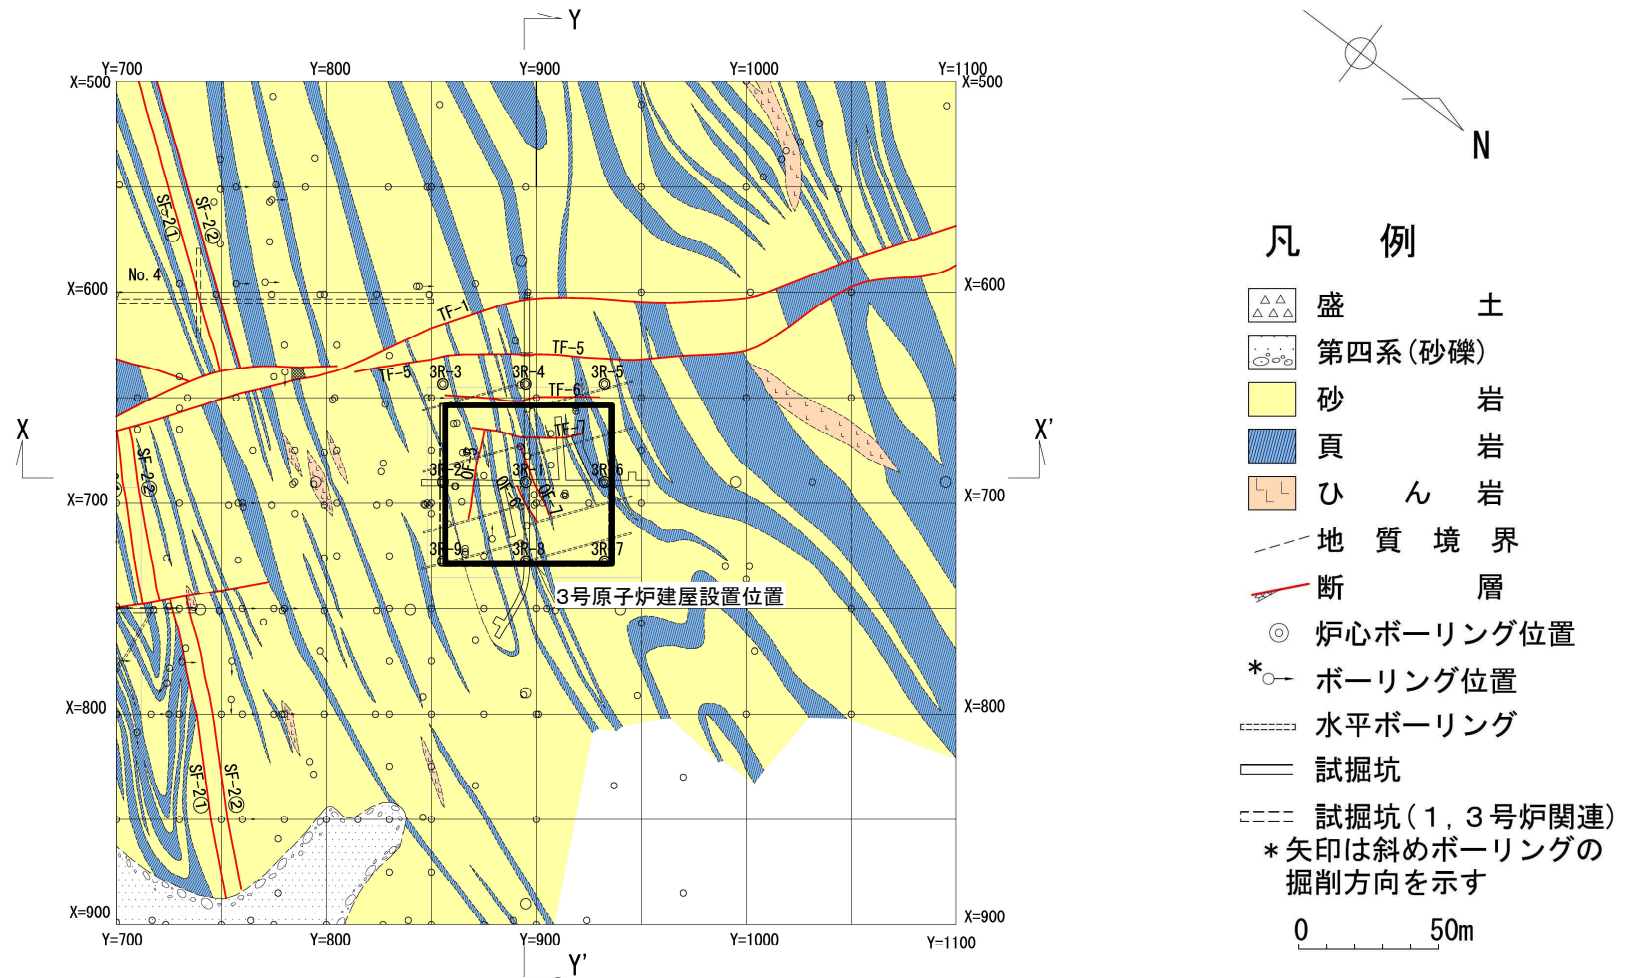 Y
Y=700
Y=800
Y=900
Y=1000
Y=1100
X=500
X=500
N
SF-2①
SF-2②
No.4
X=600
X=600
TF-1
TF-5
TF-5
3R-3
3R-4
3R-5
TF-6
X
X'
TF-7
SF-2②
3R-2
OF-5
3R-1
3R-6
OF-6
OF-7
X=700
X=700
3R-9
3R-8
3R-7
3号原子炉建屋設置位置
X=800
X=800
SF-2①
SF-2②
X=900
X=900
Y=700
Y=800
Y=900
Y=1000
Y=1100
Y'
凡 例
盛 土
第四系(砂礫)
砂 岩
頁 岩
ひ ん 岩
地 質 境 界
断 層
炉心ボーリング位置
*ボーリング位置
水平ボーリング
試掘坑
試掘坑(1,3号炉関連)
*矢印は斜めボーリングの
掘削方向を示す
0 50m